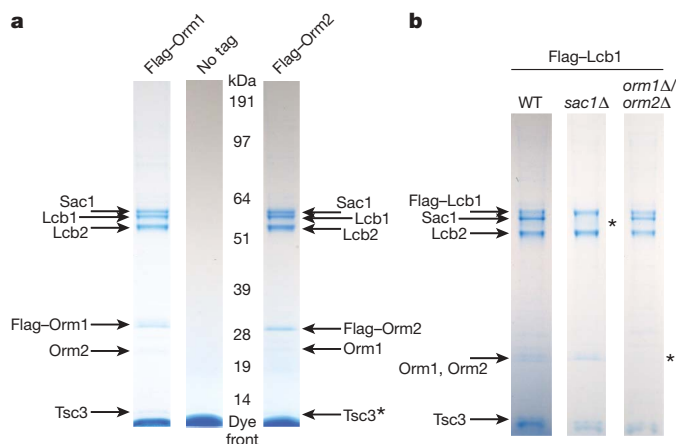 a
Flag–Orm1
No tag
Flag–Orm2
kDa
191
97
64
51
39
28
19
14
Dye
front
Sac1
Lcb1
Lcb2
Flag–Orm1
Orm2
Tsc3
Sac1
Lcb1
Lcb2
Flag–Orm2
Orm1
Tsc3*
b
Flag–Lcb1
WT
sac1Δ
orm1Δ/
orm2Δ
Flag–Lcb1
Sac1
Lcb2
Orm1, Orm2
Tsc3
*
*